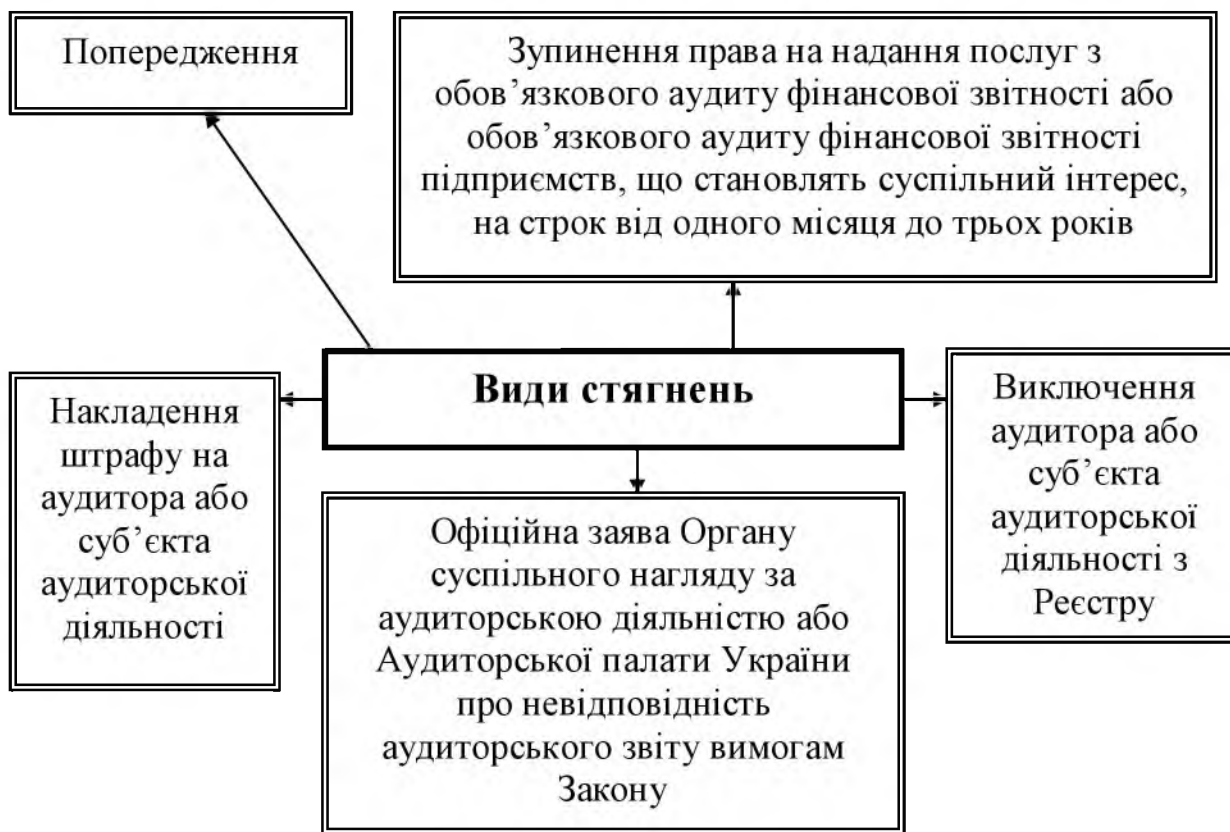 Попередження
Зупинення права на надання послуг з
обов’язкового аудиту фінансової звітності або
обов’язкового аудиту фінансової звітності
підприємств, що становлять суспільний інтерес,
на строк від одного місяця до трьох років
Види стягнень
Накладення
штрафу на
аудитора або
суб’єкта
аудиторської
діяльності
Офіційна заява Органу
суспільного нагляду за
аудиторською діяльністю або
Аудиторської палати України
про невідповідність
аудиторського звіту вимогам
Закону
Виключення
аудитора або
суб’єкта
аудиторської
діяльності з
Реєстру